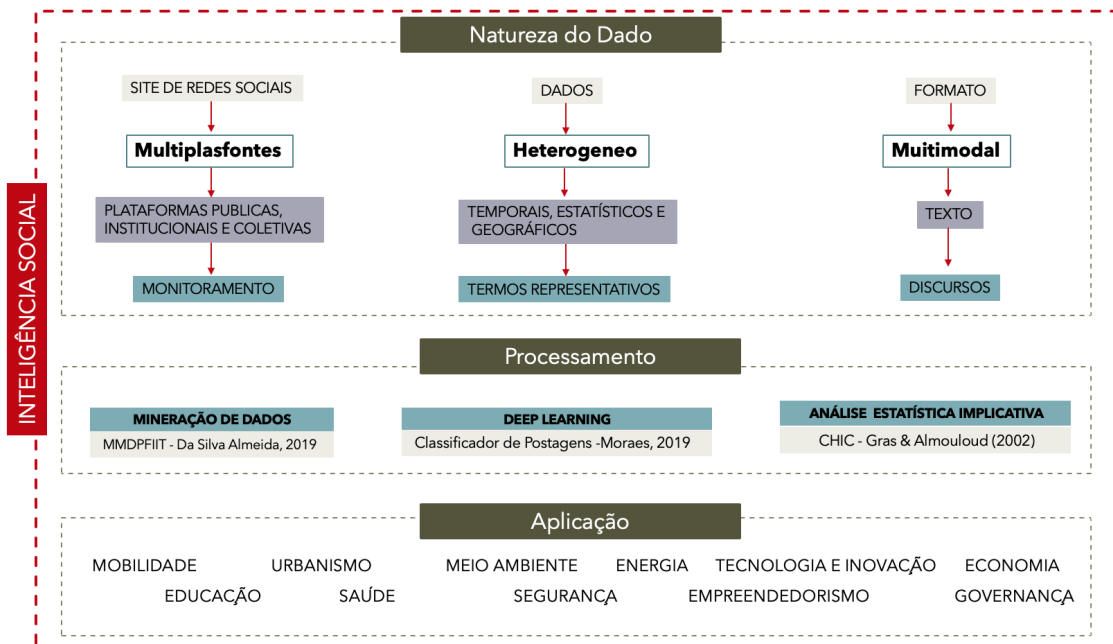 INTELIGÊNCIA SOCIAL
Natureza do Dado
SITE DE REDES SOCIAIS
Multiplasfontes
PLATAFORMAS PUBLICAS,
INSTITUCIONAIS E COLETIVAS
MONITORAMENTO
DADOS
Heterogeneo
TEMPORAIS, ESTATÍSTICOS E
GEOGRÁFICOS
TERMOS REPRESENTATIVOS
FORMATO
Muitimodal
TEXTO
DISCURSOS
Processamento
MINERAÇÃO DE DADOS
MMDPFIIT - Da Silva Almeida, 2019
DEEP LEARNING
Classificador de Postagens -Moraes, 2019
ANÁLISE ESTATÍSTICA IMPLICATIVA
CHIC - Gras & Almouloud (2002)
Aplicação
MOBILIDADE URBANISMO MEIO AMBIENTE ENERGIA TECNOLOGIA E INOVAÇÃO ECONOMIA
EDUCAÇÃO SAÚDE SEGURANÇA EMPREENDEDORISMO GOVERNANÇA